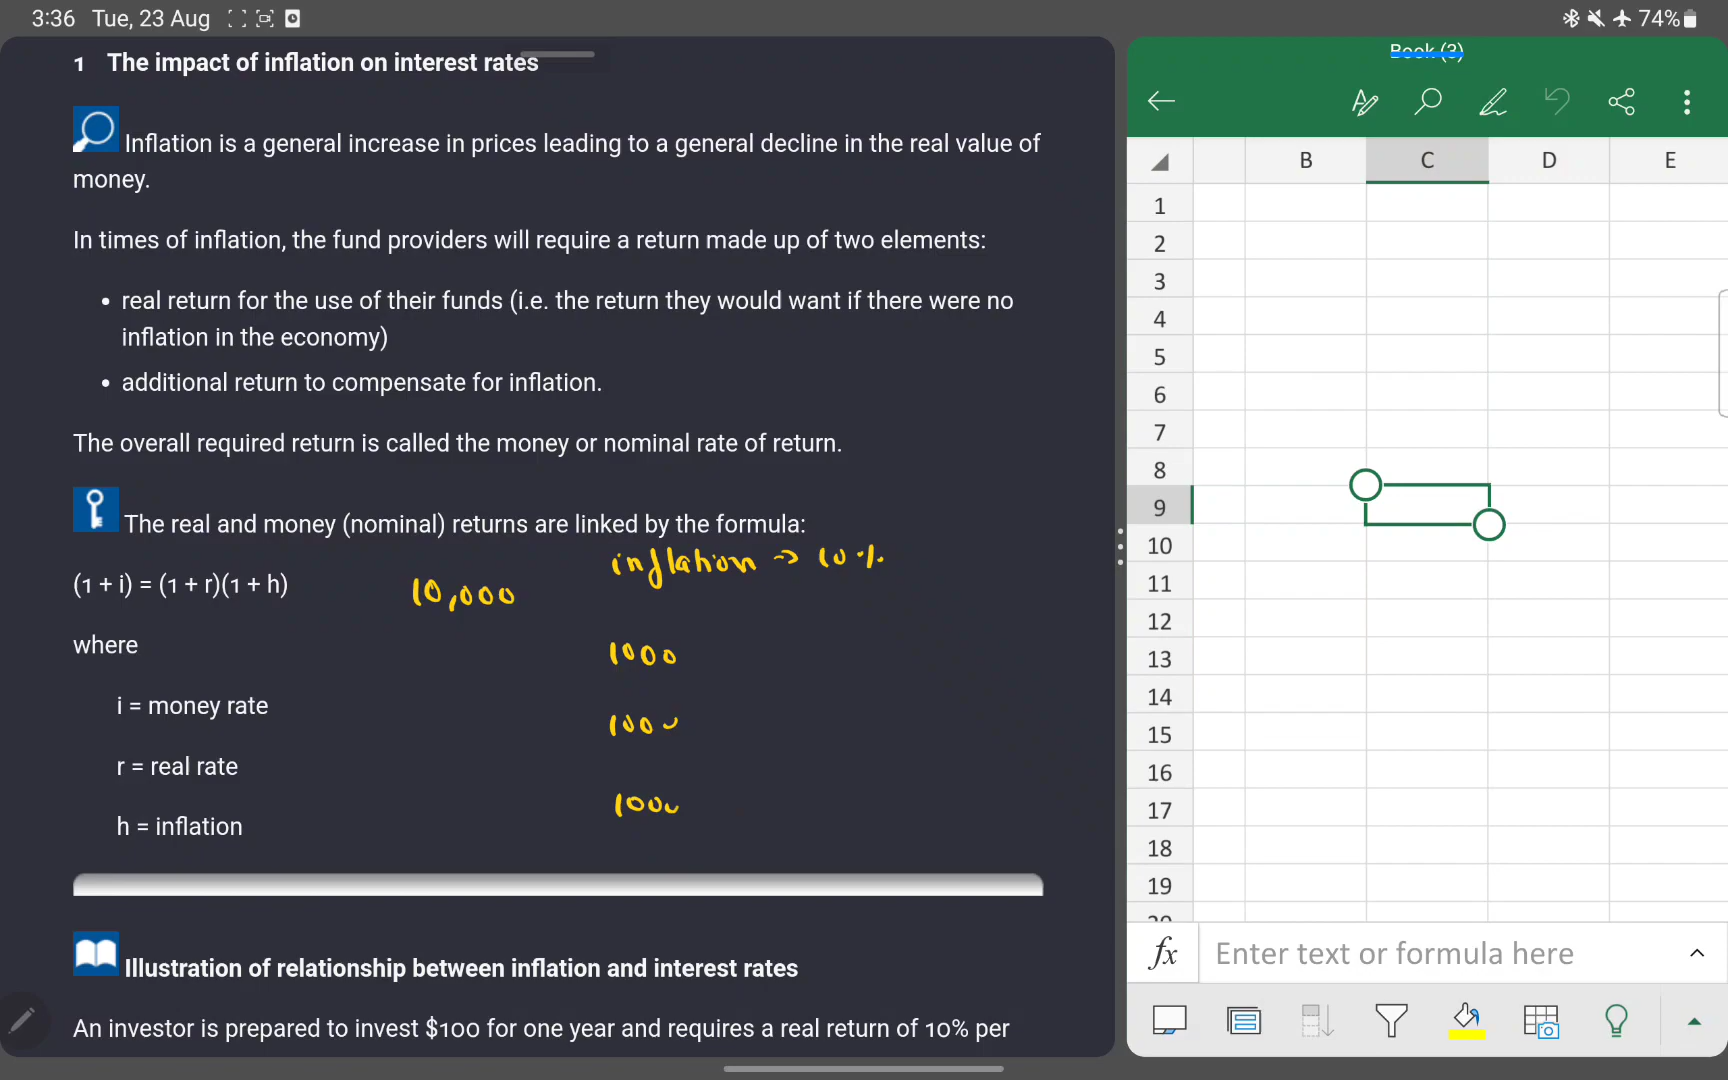 3:36 Tue, 23 Aug 74%
1 The impact of inflation on interest rates
Inflation is a general increase in prices leading to a general decline in the real value of
money.
In times of inflation, the fund providers will require a return made up of two elements:
• real return for the use of their funds (i.e. the return they would want if there were no
inflation in the economy)
• additional return to compensate for inflation.
The overall required return is called the money or nominal rate of return.
The real and money (nominal) returns are linked by the formula:
inflation → 10%
(1 + i) = (1 + r)(1 + h)
10,000
where
1000
i = money rate
1000
r = real rate
1000
h = inflation
Illustration of relationship between inflation and interest rates
An investor is prepared to invest $100 for one year and requires a real return of 10% per
Book (3)
B C D E
1
2
3
4
5
6
7
8
9
10
11
12
13
14
15
16
17
18
19
20
fx Enter text or formula here